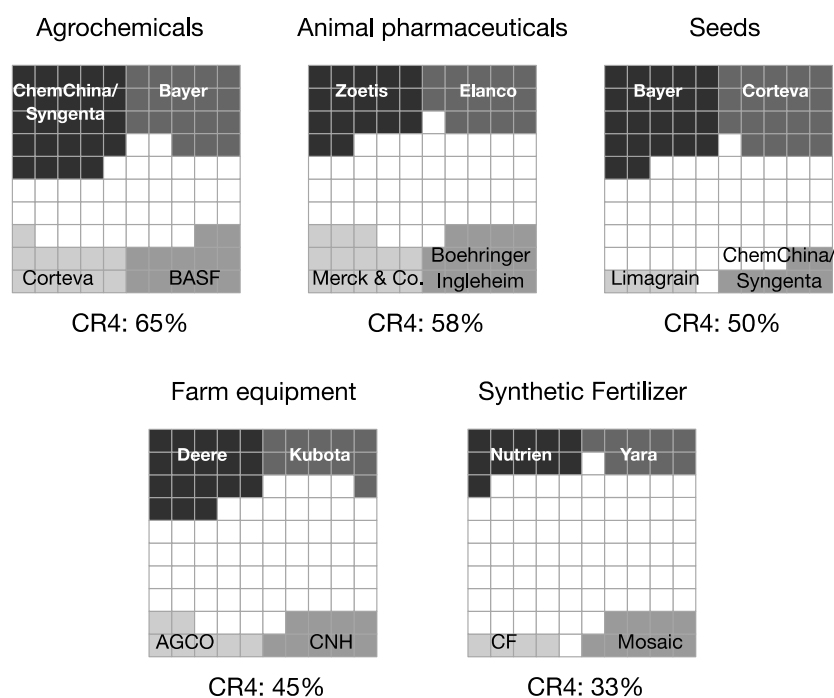 Agrochemicals
ChemChina/
Syngenta
Bayer
Corteva
BASF
CR4: 65%
Animal pharmaceuticals
Zoetis
Elanco
Merck & Co.
Boehringer
Ingleheim
CR4: 58%
Seeds
Bayer
Corteva
Limagrain
ChemChina/
Syngenta
CR4: 50%
Farm equipment
Deere
Kubota
AGCO
CNH
CR4: 45%
Synthetic Fertilizer
Nutrien
Yara
CF
Mosaic
CR4: 33%